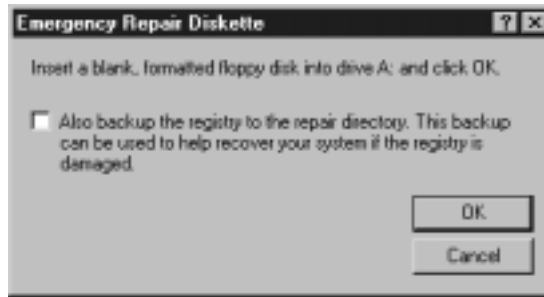 Emergency Repair Diskette
Insert a blank, formatted floppy disk into drive A: and click OK.
Also backup the registry to the repair directory. This backup
can be used to help recover your system if the registry is
damaged.
OK
Cancel